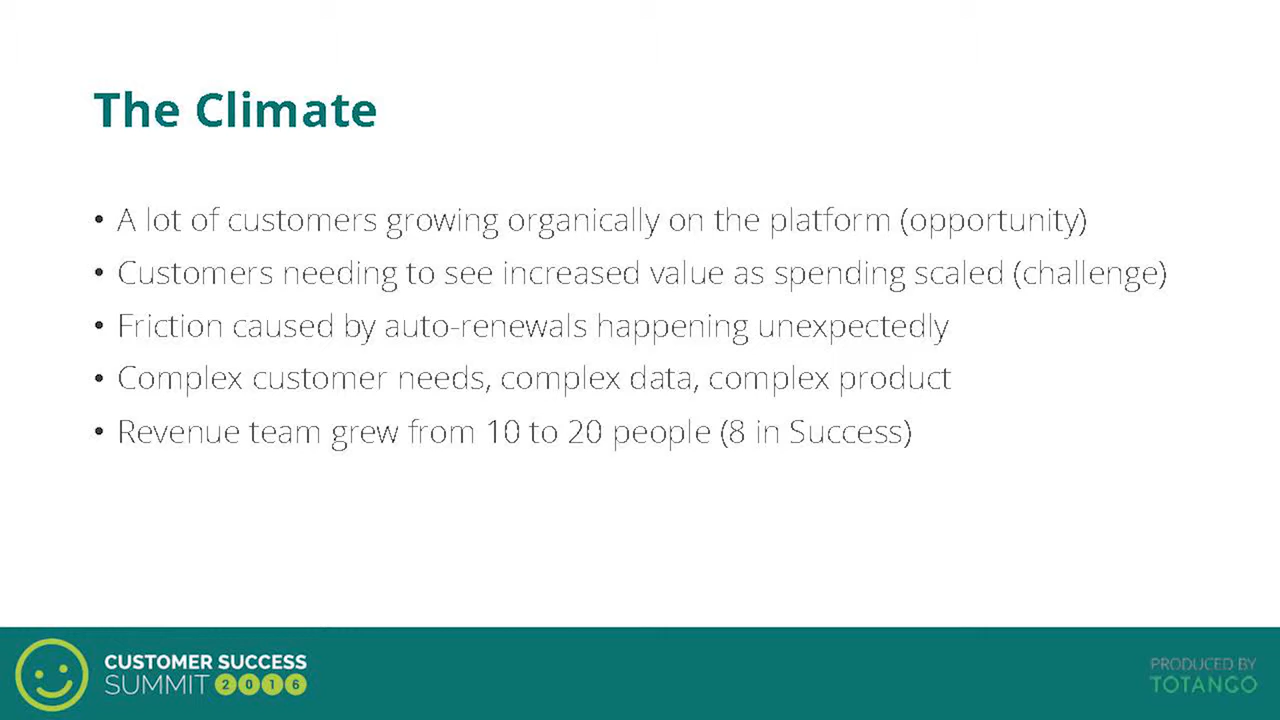 The Climate
• A lot of customers growing organically on the platform (opportunity)
• Customers needing to see increased value as spending scaled (challenge)
• Friction caused by auto-renewals happening unexpectedly
• Complex customer needs, complex data, complex product
• Revenue team grew from 10 to 20 people (8 in Success)
CUSTOMER SUCCESS
SUMMIT 2016
PRODUCED BY
TOTANGO